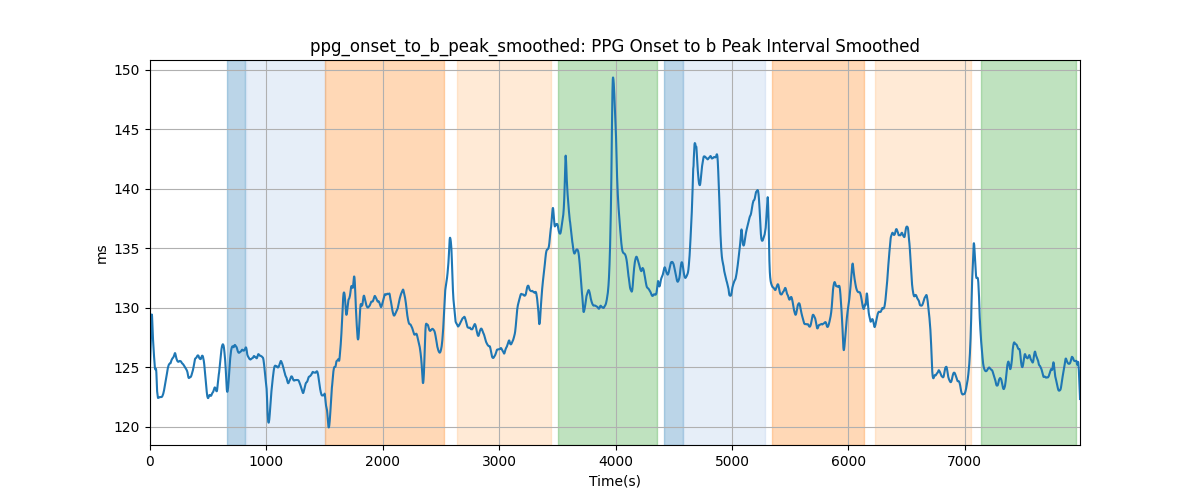 ppg_onset_to_b_peak_smoothed: PPG Onset to b Peak Interval Smoothed
150
145
140
135
130
125
120
ms
0 1000 2000 3000 4000 5000 6000 7000
Time(s)